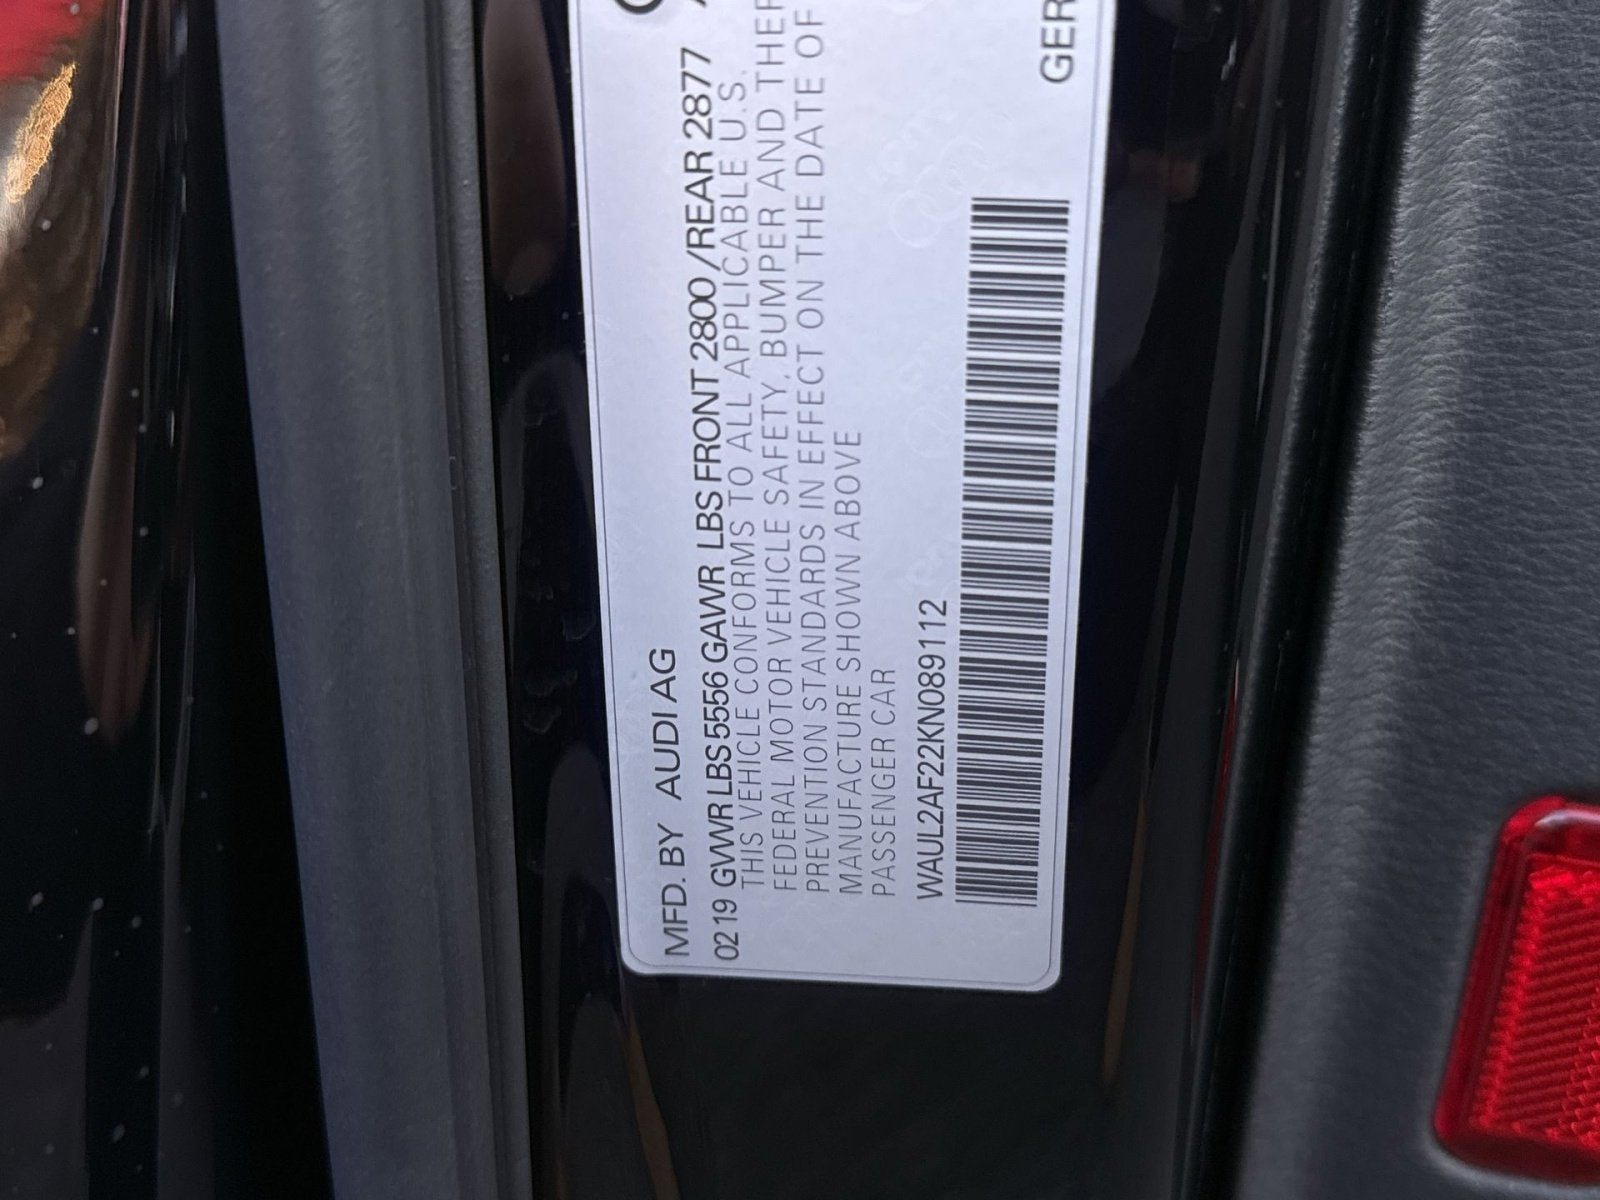 MFD. BY AUDI AG
02 19 GVWR LBS 5556 GAWR LBS FRONT 2800 /REAR 2877
THIS VEHICLE CONFORMS TO ALL APPLICABLE U.S.
FEDERAL MOTOR VEHICLE SAFETY, BUMPER AND
PREVENTION STANDARDS IN EFFECT ON THE DATE OF
MANUFACTURE SHOWN ABOVE
PASSENGER CAR
WAUL2AF22KN089112